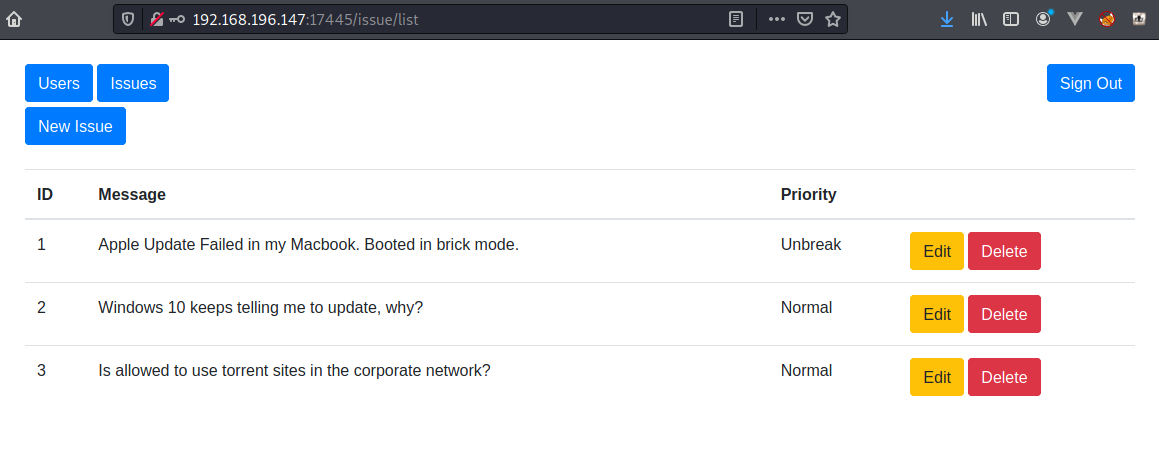 192.168.196.147:17445/issue/list
Users Issues Sign Out
New Issue
ID Message Priority
1 Apple Update Failed in my Macbook. Booted in brick mode. Unbreak Edit Delete
2 Windows 10 keeps telling me to update, why? Normal Edit Delete
3 Is allowed to use torrent sites in the corporate network? Normal Edit Delete